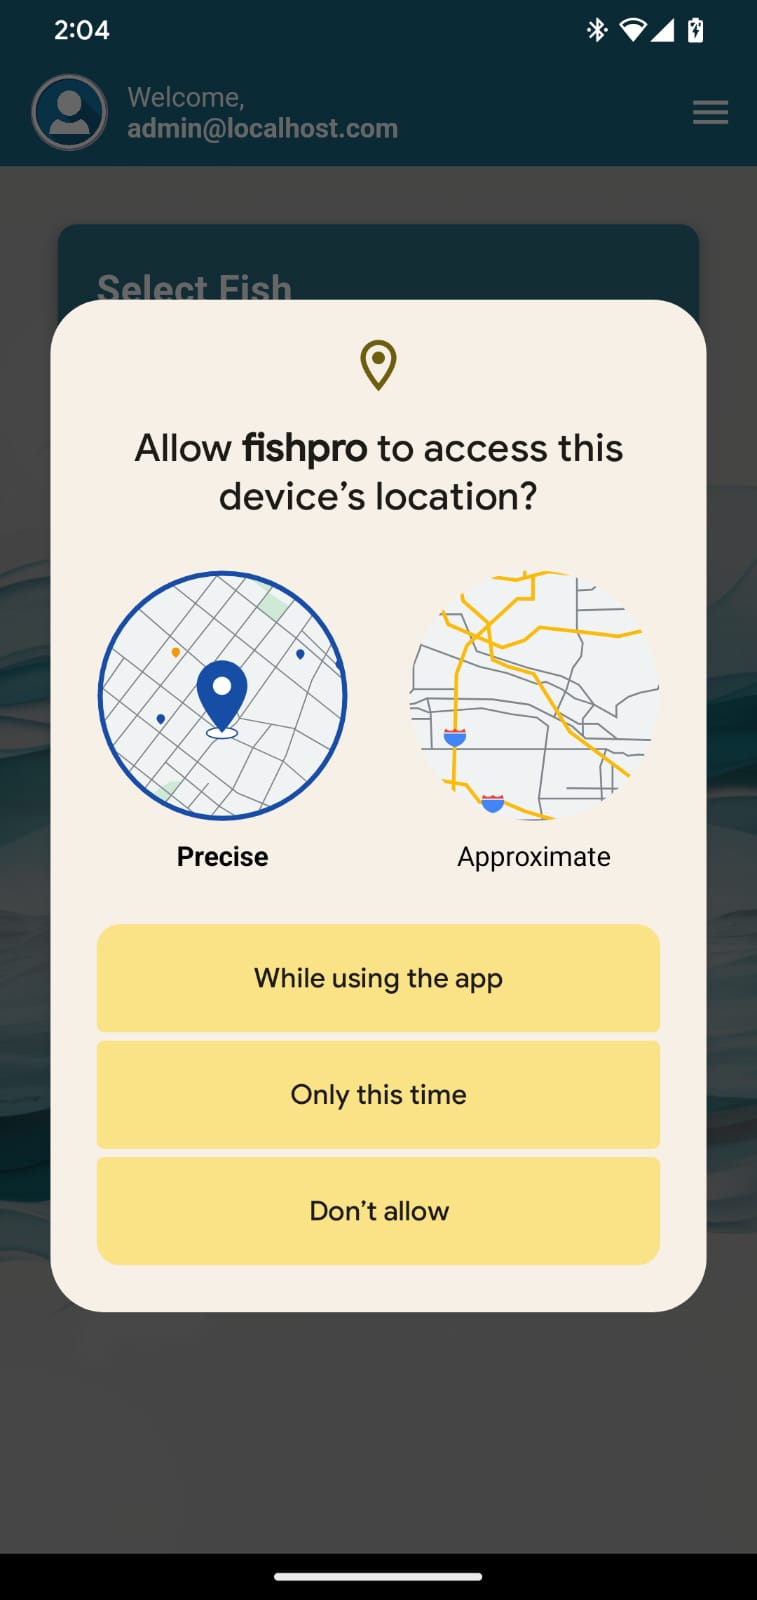 2:04
Welcome,
admin@localhost.com
Select Fish
Allow fishpro to access this
device’s location?
Precise
Approximate
While using the app
Only this time
Don’t allow